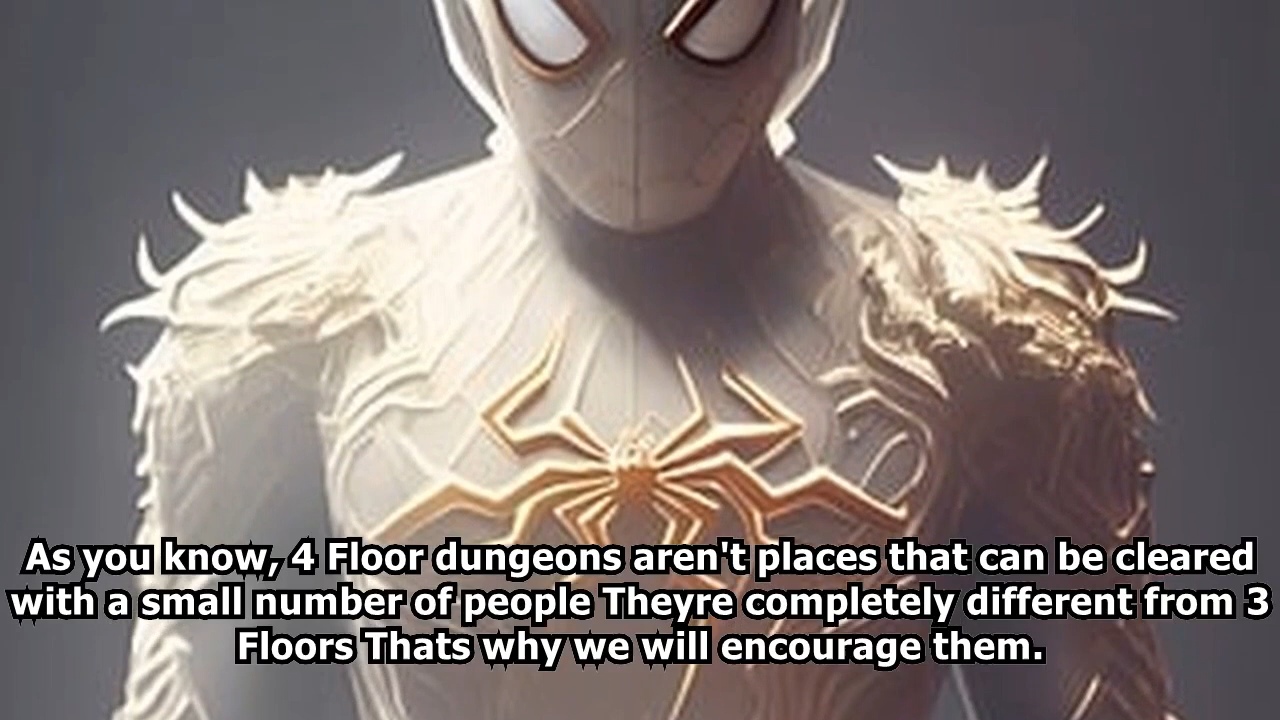 As you know, 4 Floor dungeons aren't places that can be cleared
with a small number of people Theyre completely different from 3
Floors Thats why we will encourage them.